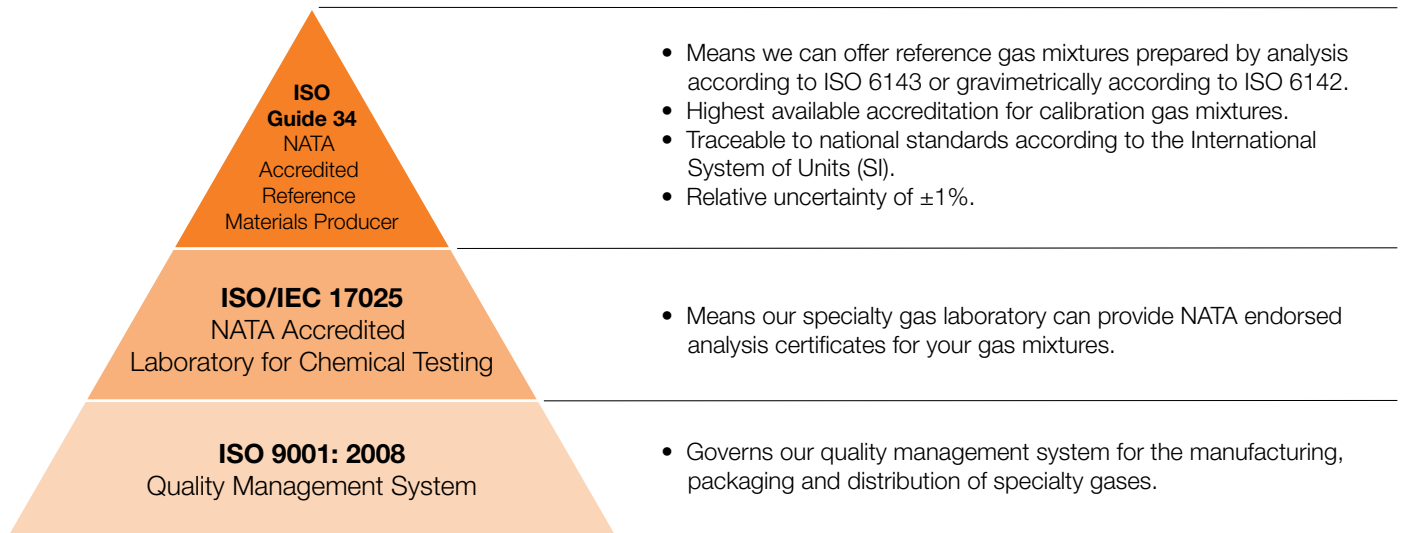 ISO
Guide 34
NATA
Accredited
Reference
Materials Producer
• Means we can offer reference gas mixtures prepared by analysis
according to ISO 6143 or gravimetrically according to ISO 6142.
• Highest available accreditation for calibration gas mixtures.
• Traceable to national standards according to the International
System of Units (SI).
• Relative uncertainty of ±1%.
ISO/IEC 17025
NATA Accredited
Laboratory for Chemical Testing
• Means our specialty gas laboratory can provide NATA endorsed
analysis certificates for your gas mixtures.
ISO 9001: 2008
Quality Management System
• Governs our quality management system for the manufacturing,
packaging and distribution of specialty gases.